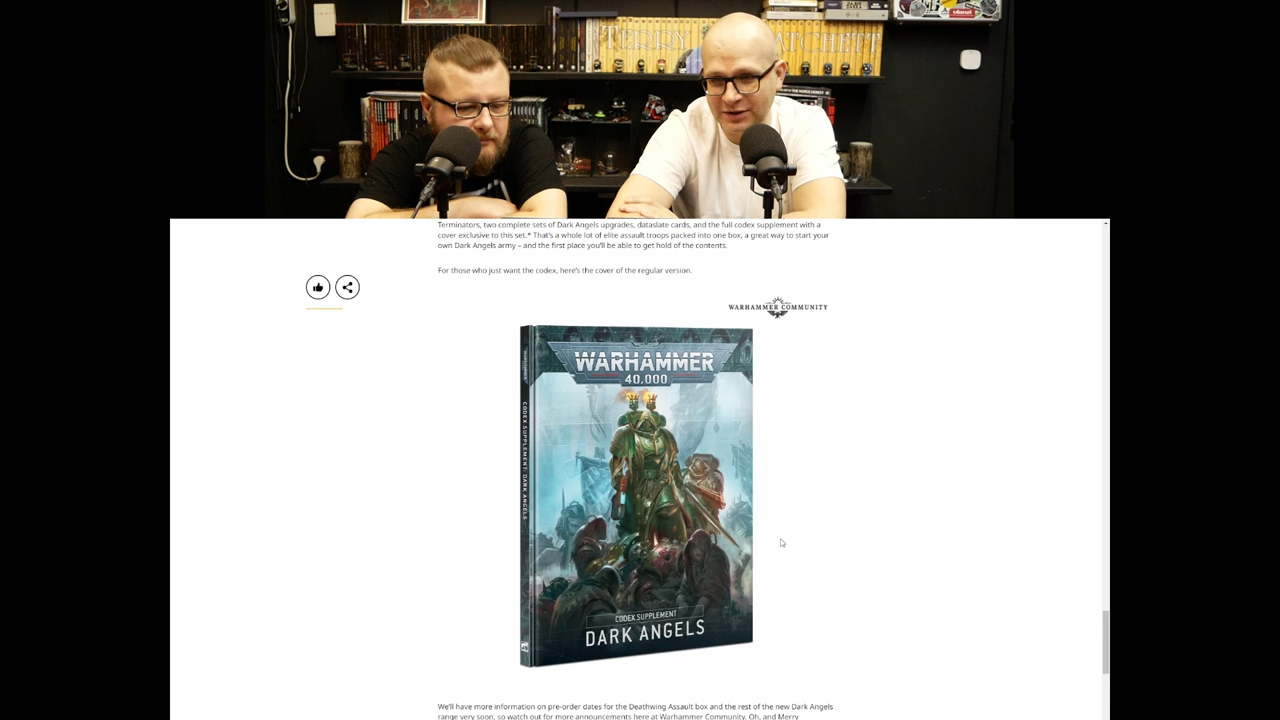 TERRY PRATCHETT
Terminators, two complete sets of Dark Angels upgrades, dataslate cards, and the full codex supplement with a
cover exclusive to this set.* That's a whole lot of elite assault troops packed into one box, a great way to start your
own Dark Angels army – and the first place you'll be able to get hold of the contents.
For those who just want the codex, here's the cover of the regular version.
WARHAMMER COMMUNITY
WARHAMMER
40,000
CODEX SUPPLEMENT: DARK ANGELS
CODEX SUPPLEMENT
DARK ANGELS
We'll have more information on pre-order dates for the Deathwing Assault box and the rest of the new Dark Angels
range very soon, so watch out for more announcements here at Warhammer Community. Oh, and Merry